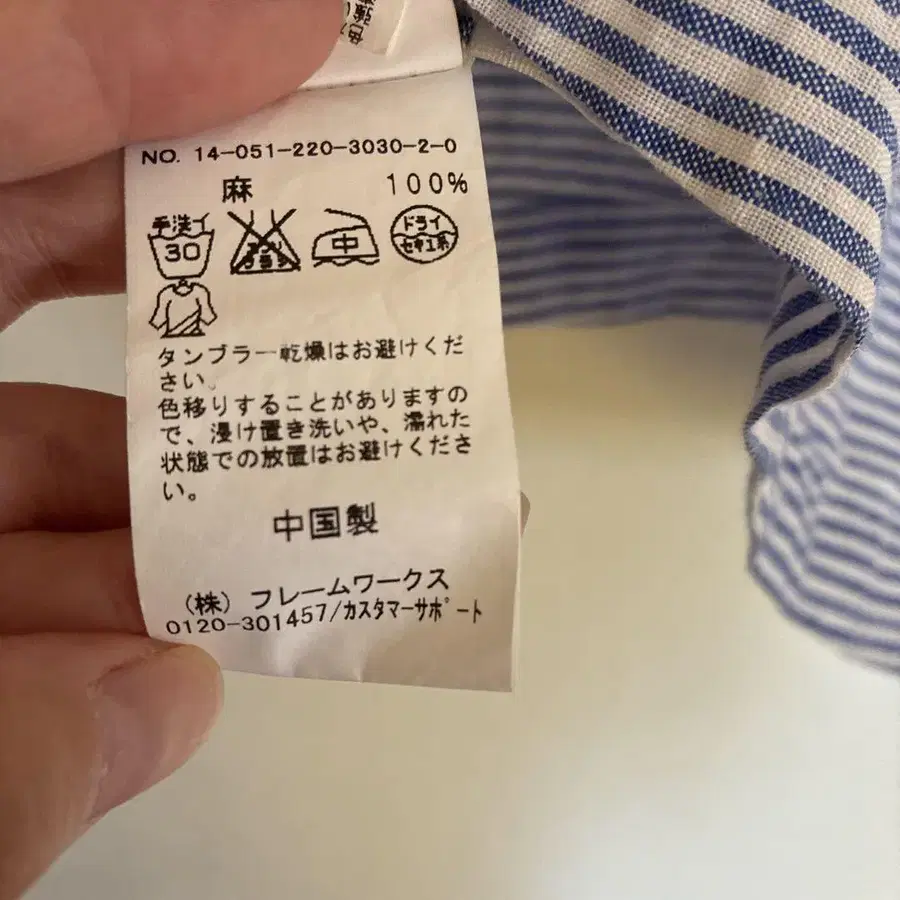 NO. 14-051-220-3030-2-0
麻 100%
手洗イ
30
中
ドライ
セキユ系
タンブラー乾燥はお避けくだ
さい。
色移りすることがありますの
で、浸け置き洗いや、濡れた
状態での放置はお避けくださ
い。
中国製
（株）フレームワークス
0120-301457/カスタマーサポート